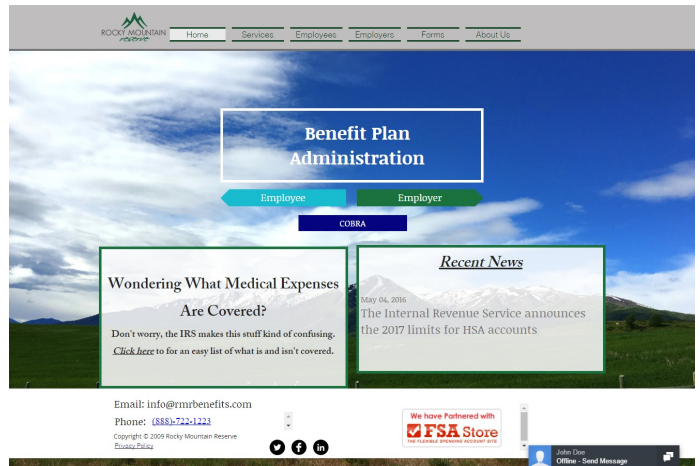 ROCKY MOUNTAIN
reserve
Home
Services
Employees
Employers
Forms
About Us
Benefit Plan
Administration
Employee
Employer
COBRA
Wondering What Medical Expenses
Are Covered?
Don't worry, the IRS makes this stuff kind of confusing.
Click here to for an easy list of what is and isn't covered.
Recent News
May 04, 2016
The Internal Revenue Service announces
the 2017 limits for HSA accounts
Email: info@rmrbenefits.com
Phone: (888)-722-1223
Copyright © 2009 Rocky Mountain Reserve
Privacy Policy
We have Partnered with
FSA Store
THE FLEXIBLE SPENDING ACCOUNT SITE
John Doe
Offline - Send Message